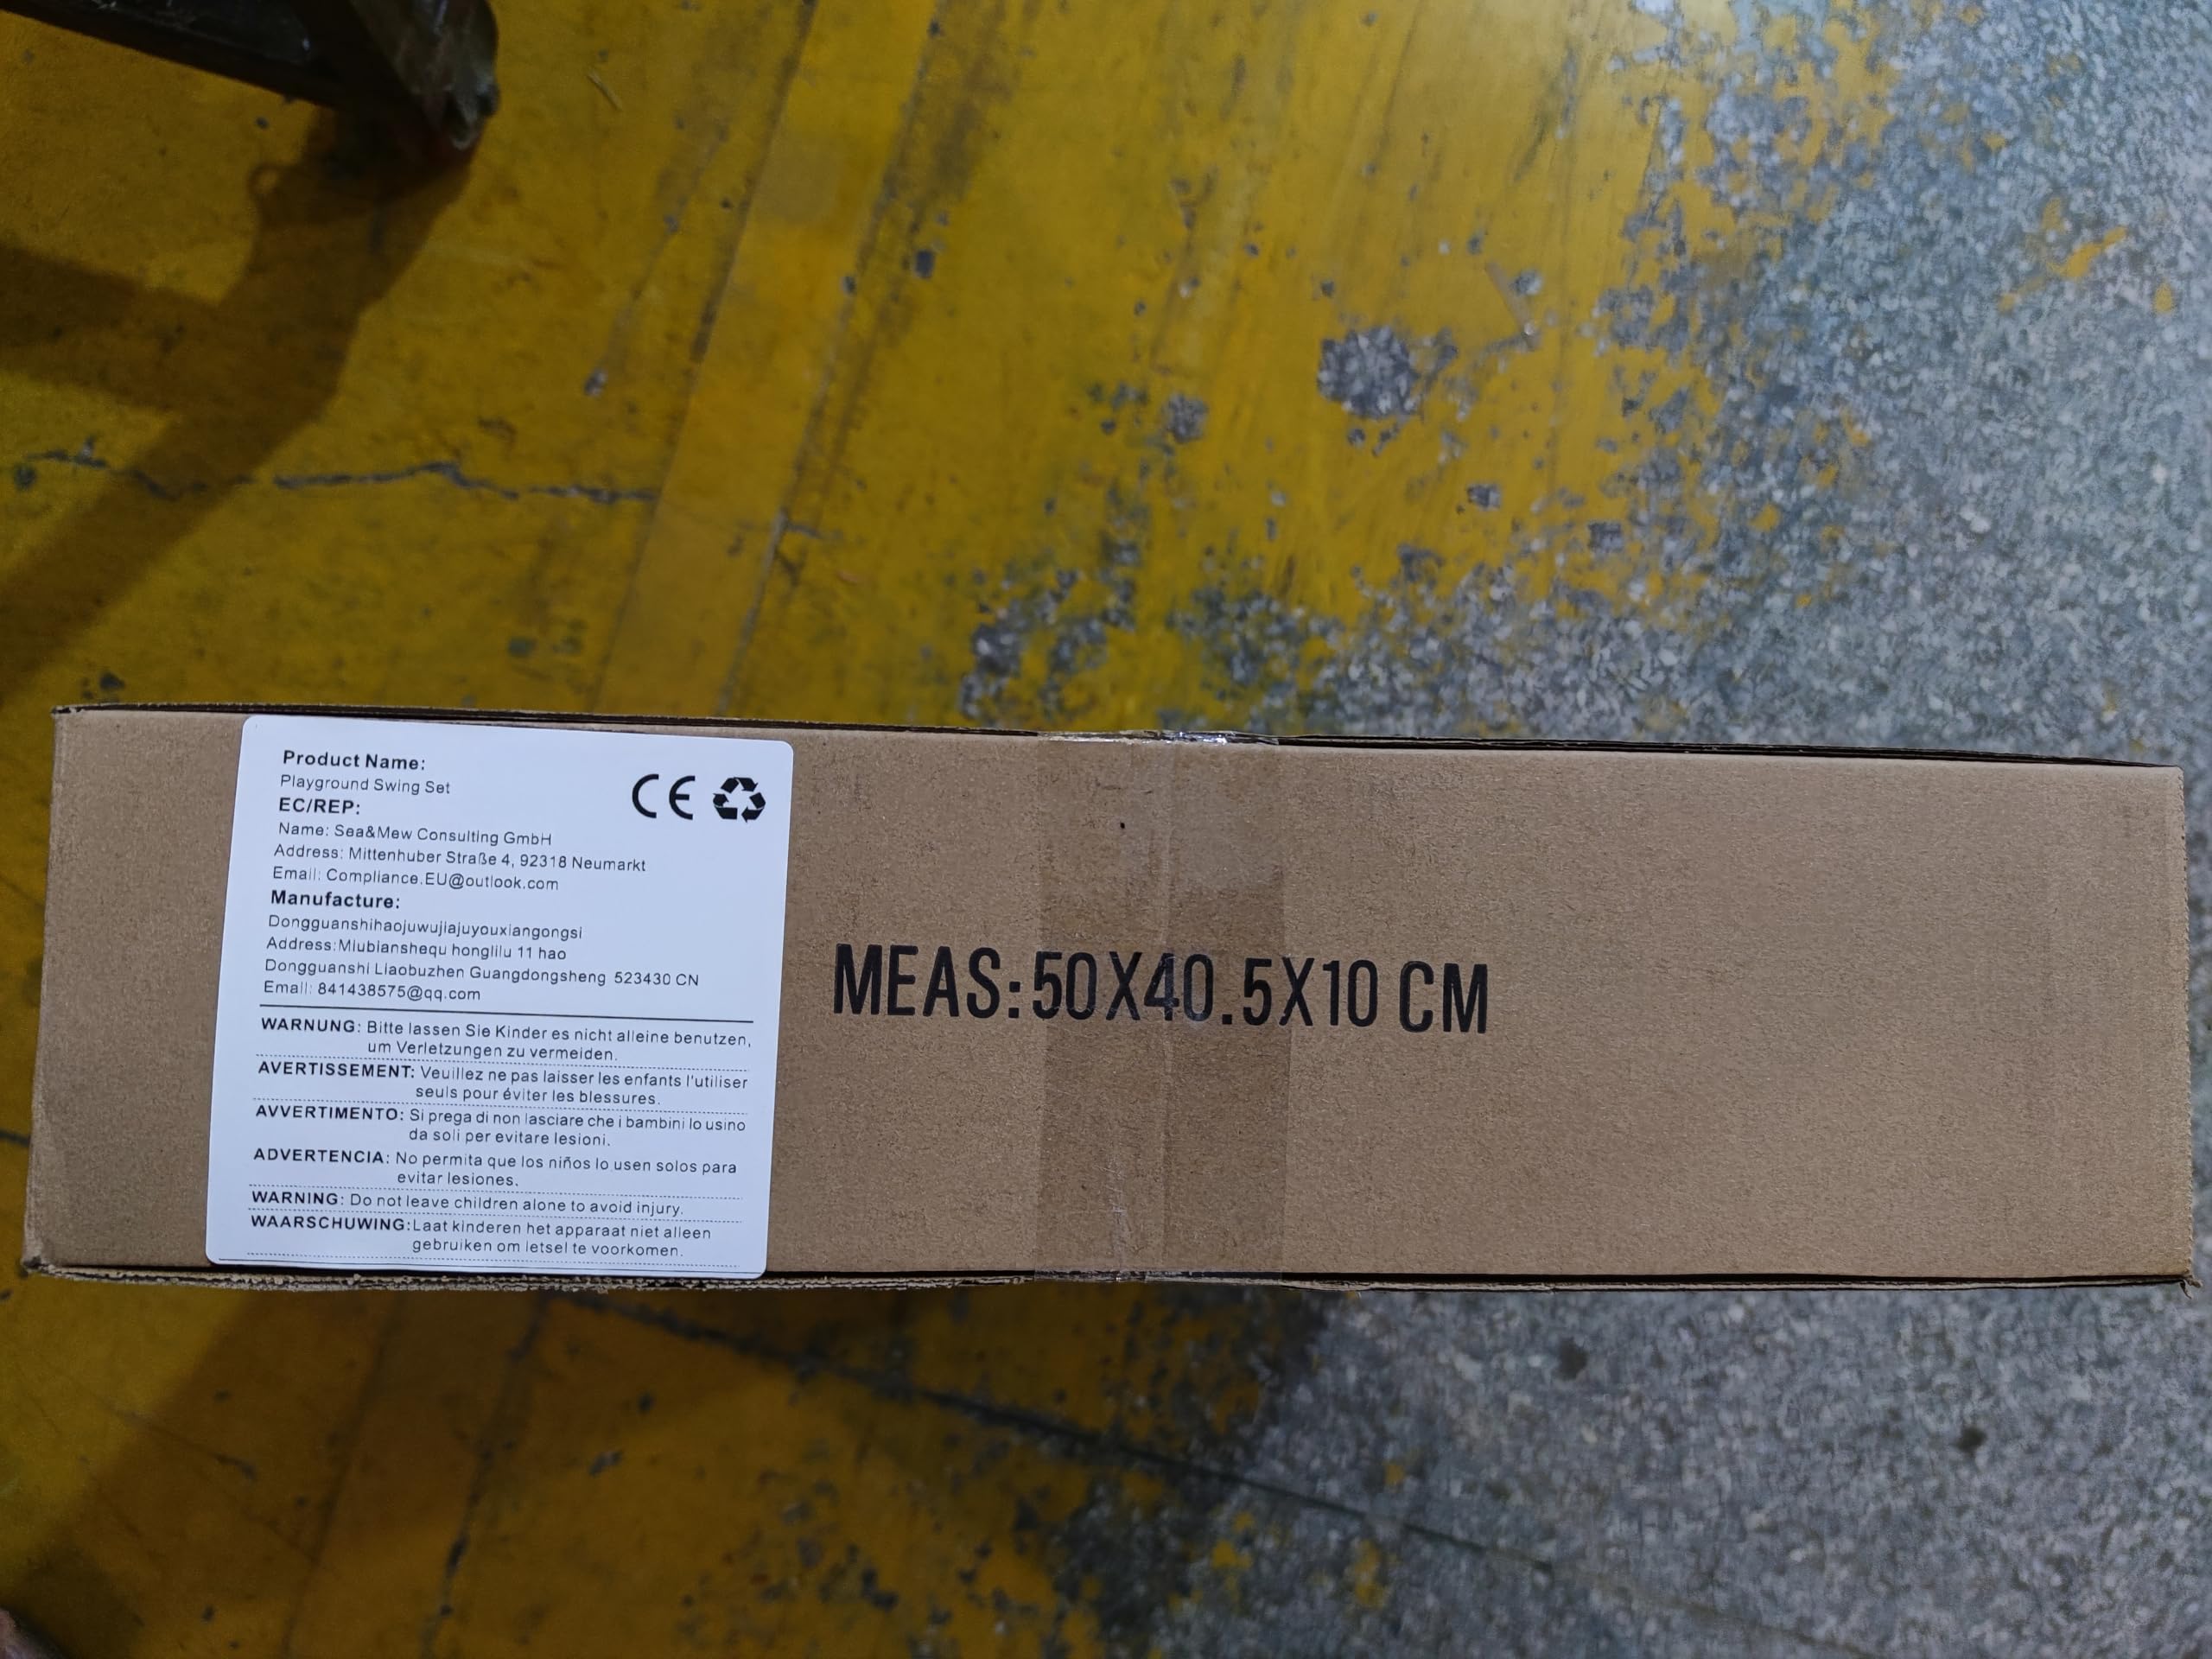 Product Name:
Playground Swing Set
EC/REP:
Name: Sea&Mew Consulting GmbH
Address: Mittenhuber Straße 4, 92318 Neumarkt
Email: Compliance.EU@outlook.com
Manufacture:
Dongguanshihaojuwujiajuyouxiangongsi
Address:Miubianshequ honglilu 11 hao
Dongguanshi Liaobuzhen Guangdongsheng 523430 CN
Email: 841438575@qq.com
CE
WARNUNG: Bitte lassen Sie Kinder es nicht alleine benutzen,
um Verletzungen zu vermeiden.
AVERTISSEMENT: Veuillez ne pas laisser les enfants l'utiliser
seuls pour éviter les blessures.
AVVERTIMENTO: Si prega di non lasciare che i bambini lo usino
da soli per evitare lesioni.
ADVERTENCIA: No permita que los niños lo usen solos para
evitar lesiones.
WARNING: Do not leave children alone to avoid injury.
WAARSCHUWING: Laat kinderen het apparaat niet alleen
gebruiken om letsel te voorkomen.
MEAS:50X40.5X10 CM